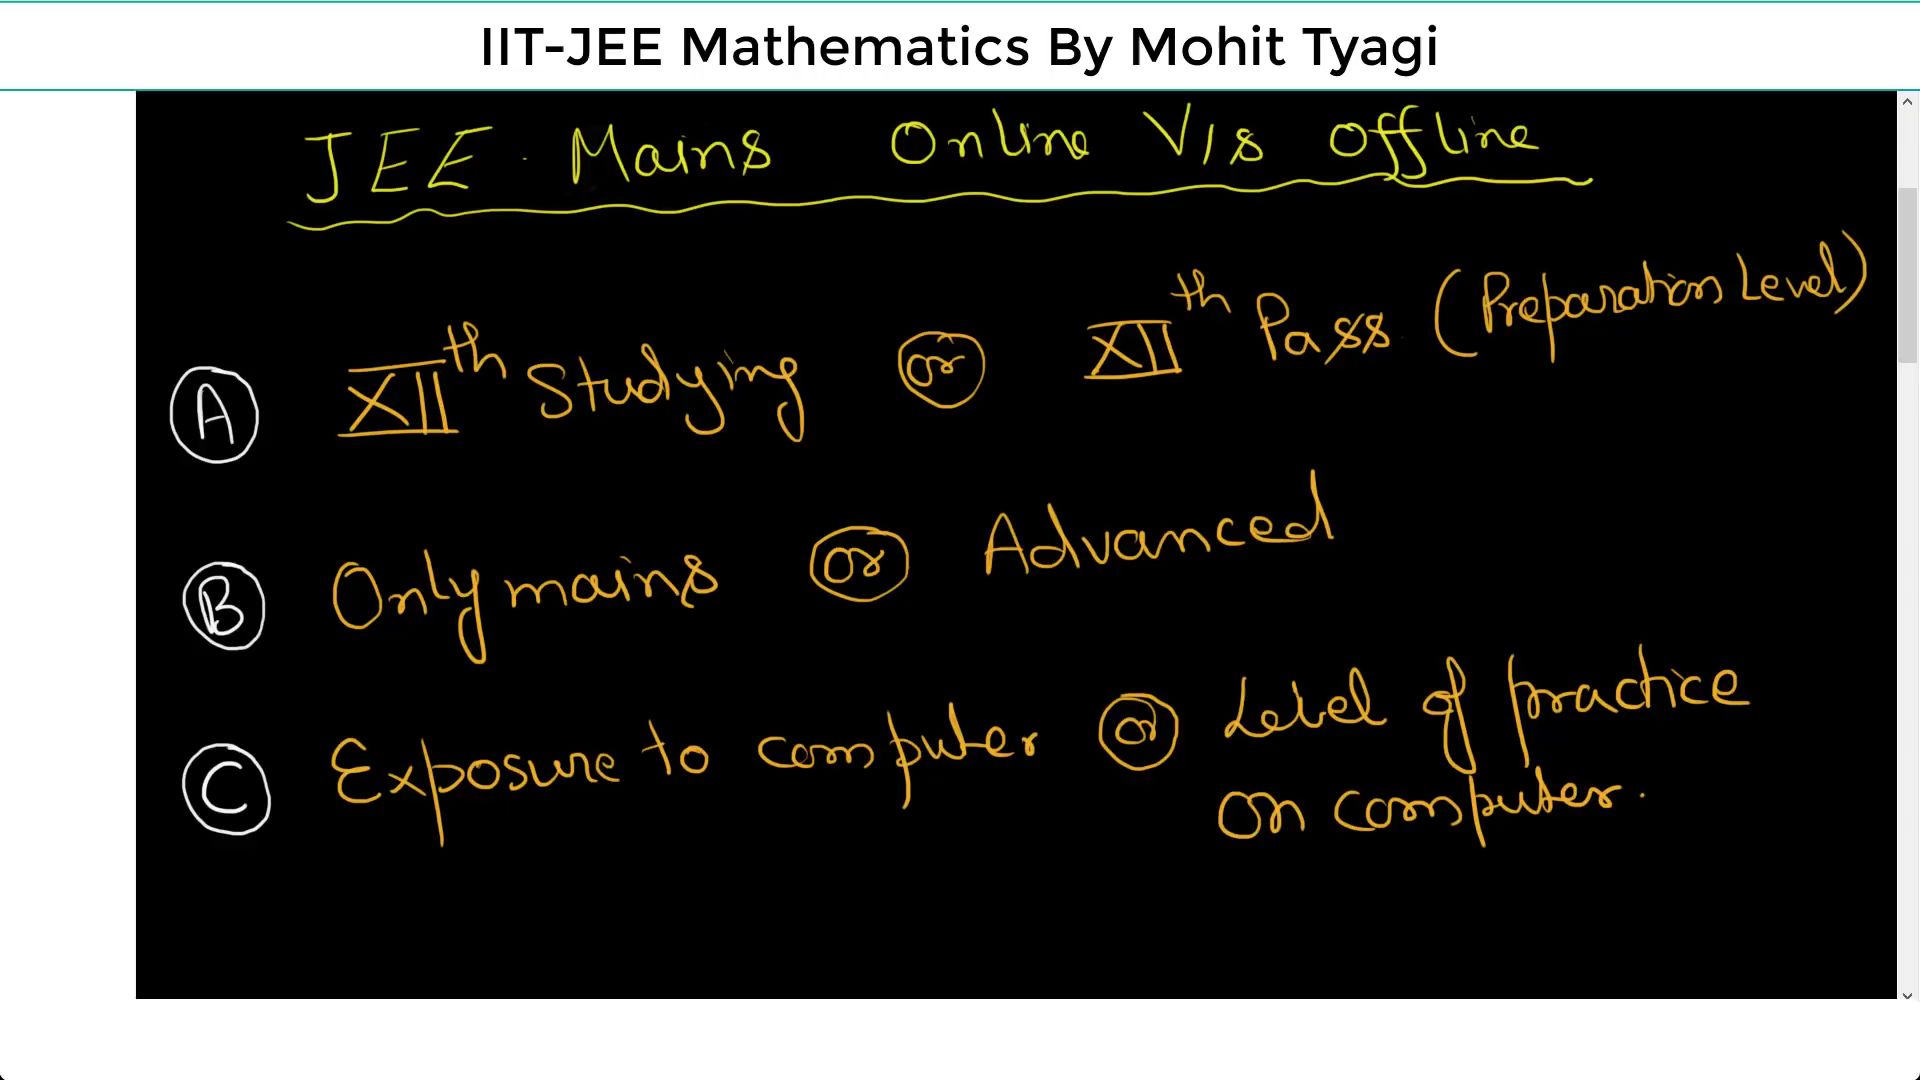 IIT-JEE Mathematics By Mohit Tyagi
JEE Mains Online V/s Offline
(A) XIIth Studying or XIIth Pass (Preparation Level)
(B) Only mains or Advanced
(C) Exposure to computer or Level of practice
on computer.